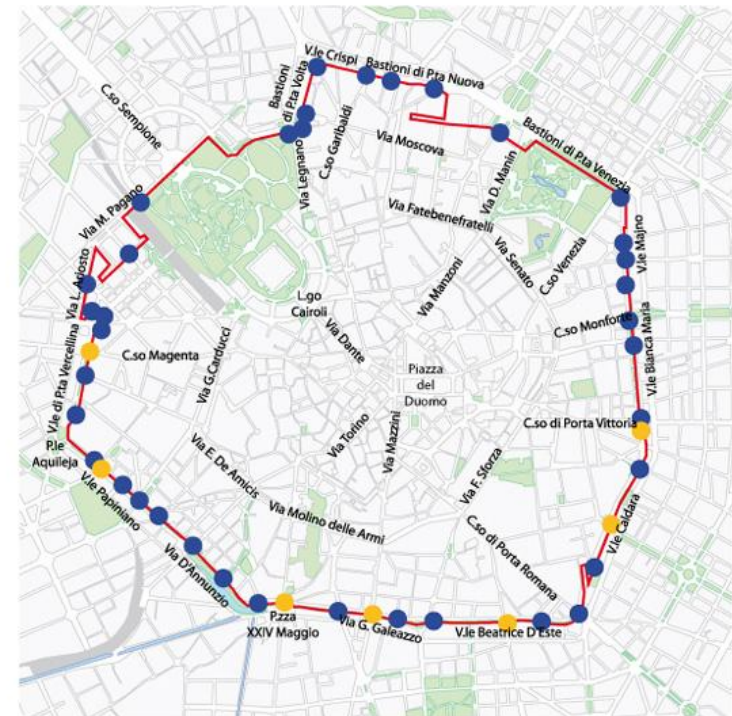 V.le Crispi
Bastioni di P.ta Nuova
Bastioni
di P.ta Volta
C.so Sempione
C.so Garibaldi
Via Legnano
Via Moscova
Bastioni di P.ta Venezia
Via D. Manin
Via M. Pagano
Via Fatebenefratelli
Via Senato
C.so Venezia
V.le Majno
Via L. Ariosto
Via Manzoni
L.go
Cairoli
Via Dante
C.so Monforte
V.le Bianca Maria
C.so Magenta
Via G.Carducci
V.le di P.ta Vercellina
Piazza
del
Duomo
C.so di Porta Vittoria
Via Torino
Via Mazzini
P.le
Aquileja
Via E. De Amicis
Via F. Sforza
V.le Papiniano
Via Molino delle Armi
V.le Caldara
C.so di Porta Romana
Via D'Annunzio
P.zza
XXIV Maggio
Via G. Galeazzo
V.le Beatrice D'Este